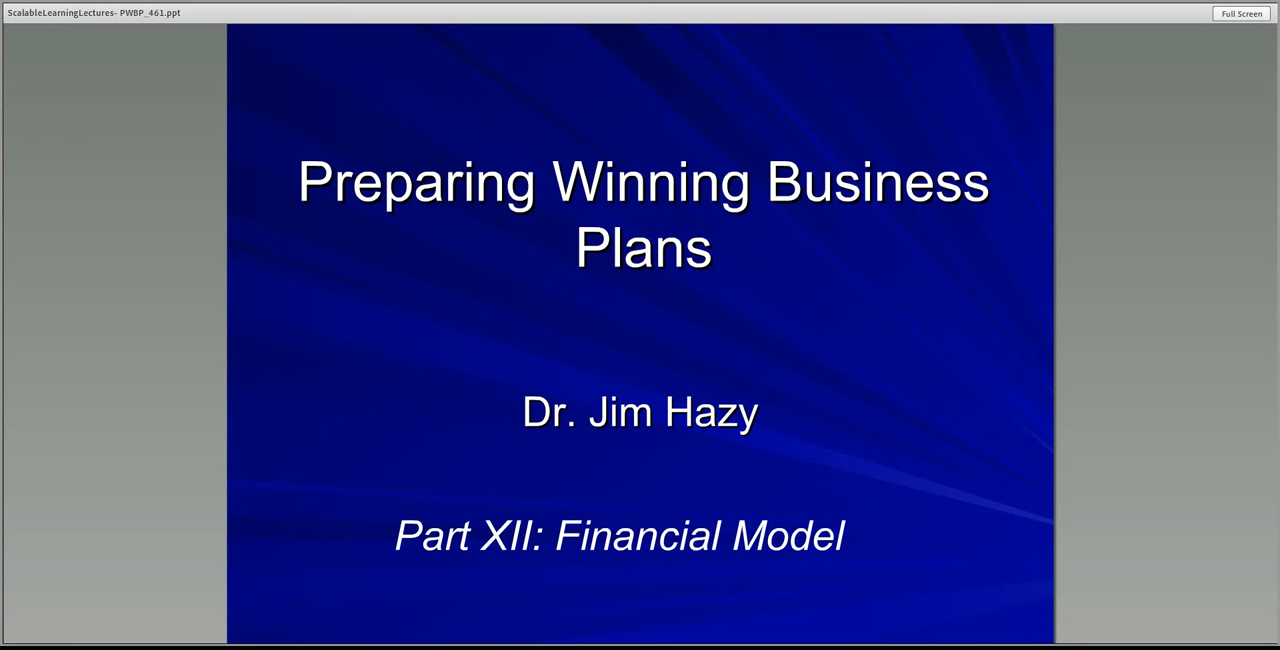 ScalableLearningLectures- PWBP_461.ppt
Full Screen
Preparing Winning Business
Plans
Dr. Jim Hazy
Part XII: Financial Model